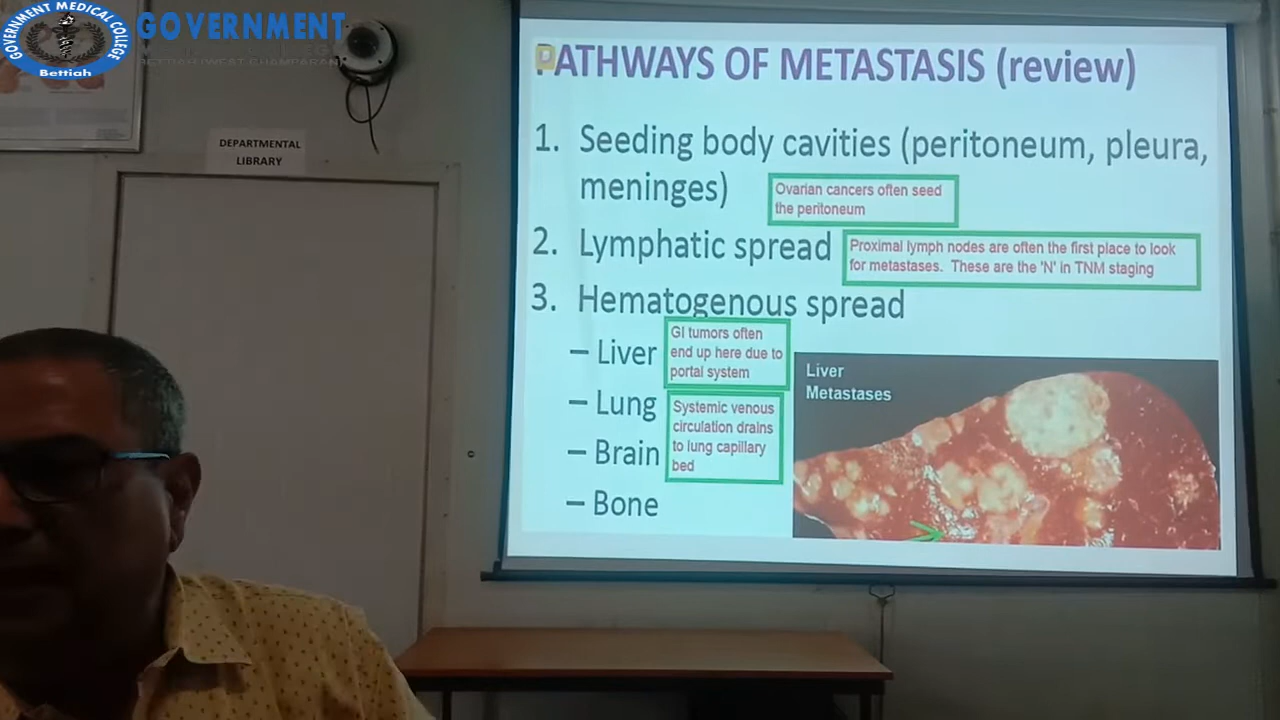 GOVERNMENT MEDICAL COLLEGE
Bettiah
GOVERNMENT
DEPARTMENTAL
LIBRARY
PATHWAYS OF METASTASIS (review)
1. Seeding body cavities (peritoneum, pleura,
meninges)
Ovarian cancers often seed
the peritoneum
2. Lymphatic spread
Proximal lymph nodes are often the first place to look
for metastases. These are the 'N' in TNM staging
3. Hematogenous spread
– Liver
GI tumors often
end up here due to
portal system
– Lung
Systemic venous
circulation drains
to lung capillary
bed
– Brain
– Bone
Liver
Metastases